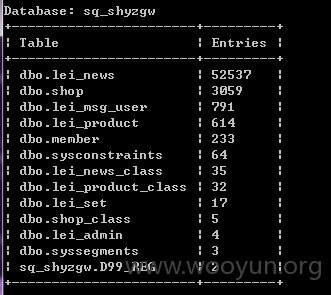 Database: sq_shyzgw
Table Entries
dbo.lei_news 52537
dbo.shop 3059
dbo.lei_msg_user 791
dbo.lei_product 614
dbo.member 233
dbo.sysconstraints 64
dbo.lei_news_class 35
dbo.lei_product_class 32
dbo.lei_set 17
dbo.shop_class 5
dbo.lei_admin 4
dbo.syssegments 3
sq_shyzgw.D99_REG 2
www.wooyun.org